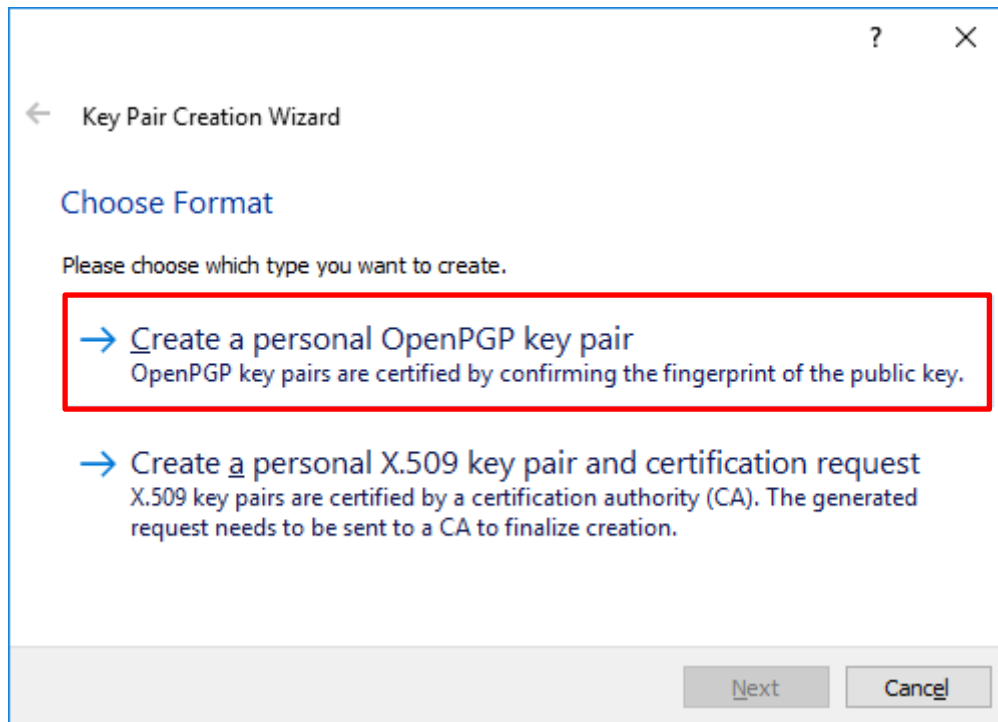 ?
Key Pair Creation Wizard
Choose Format
Please choose which type you want to create.
Create a personal OpenPGP key pair
OpenPGP key pairs are certified by confirming the fingerprint of the public key.
Create a personal X.509 key pair and certification request
X.509 key pairs are certified by a certification authority (CA). The generated
request needs to be sent to a CA to finalize creation.
Next
Cancel